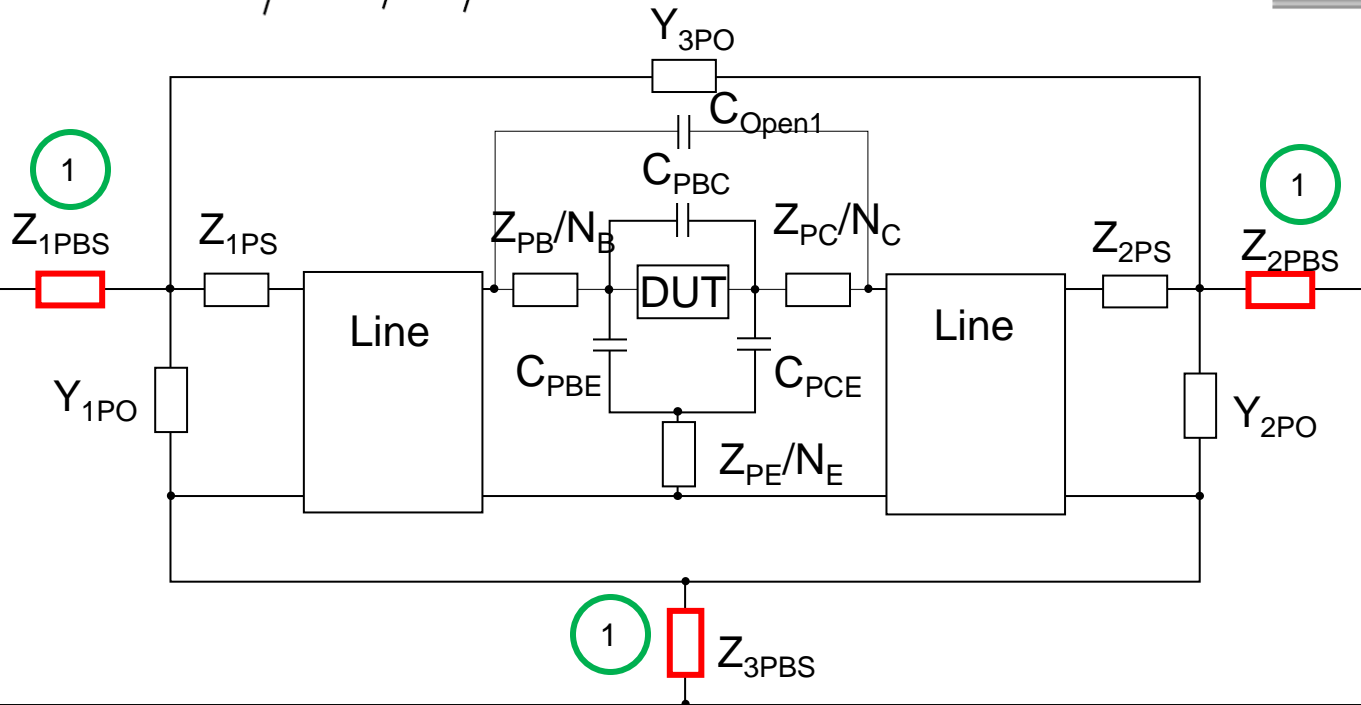 Y3PO
COpen1
1
CPBC
1
Z1PBS
Z1PS
ZPB/NB
ZPC/NC
Z2PS
Z2PBS
DUT
Line
Line
CPBE
CPCE
Y1PO
Y2PO
ZPE/NE
1
Z3PBS